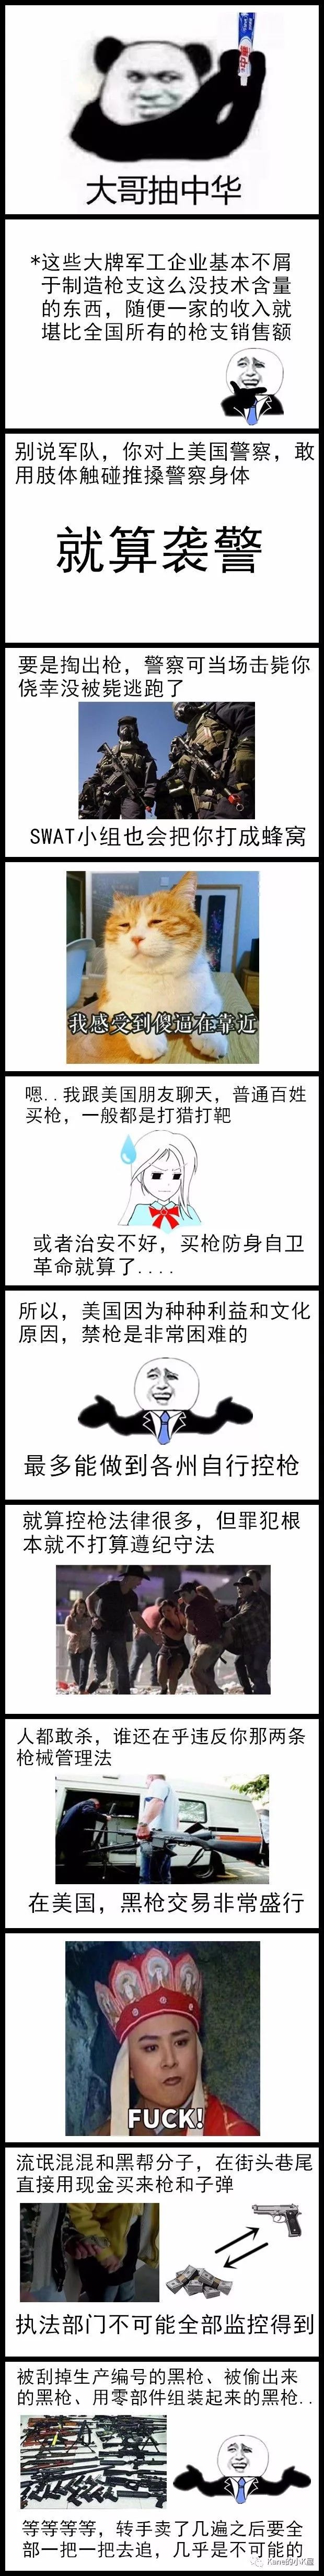 中华
大哥抽中华
*这些大牌军工企业基本不屑
于制造枪支这么没技术含量
的东西，随便一家的收入就
堪比全国所有的枪支销售额
别说军队，你对上美国警察，敢
用肢体触碰推搡警察身体
就算袭警
要是掏出枪，警察可当场击毙你
侥幸没被毙逃跑了
SWAT小组也会把你打成蜂窝
我感受到傻逼在靠近
嗯..我跟美国朋友聊天，普通百姓
买枪，一般都是打猎打靶
或者治安不好，买枪防身自卫
革命就算了....
所以，美国因为种种利益和文化
原因，禁枪是非常困难的
最多能做到各州自行控枪
就算控枪法律很多，但罪犯根
本就不打算遵纪守法
人都敢杀，谁还在乎违反你那两条
枪械管理法
在美国，黑枪交易非常盛行
FUCK!
流氓混混和黑帮分子，在街头巷尾
直接用现金买来枪和子弹
执法部门不可能全部监控得到
被刮掉生产编号的黑枪、被偷出来
的黑枪、用零部件组装起来的黑枪..
等等等等，转手卖了几遍之后要全
部一把一把去追，几乎是不可能的